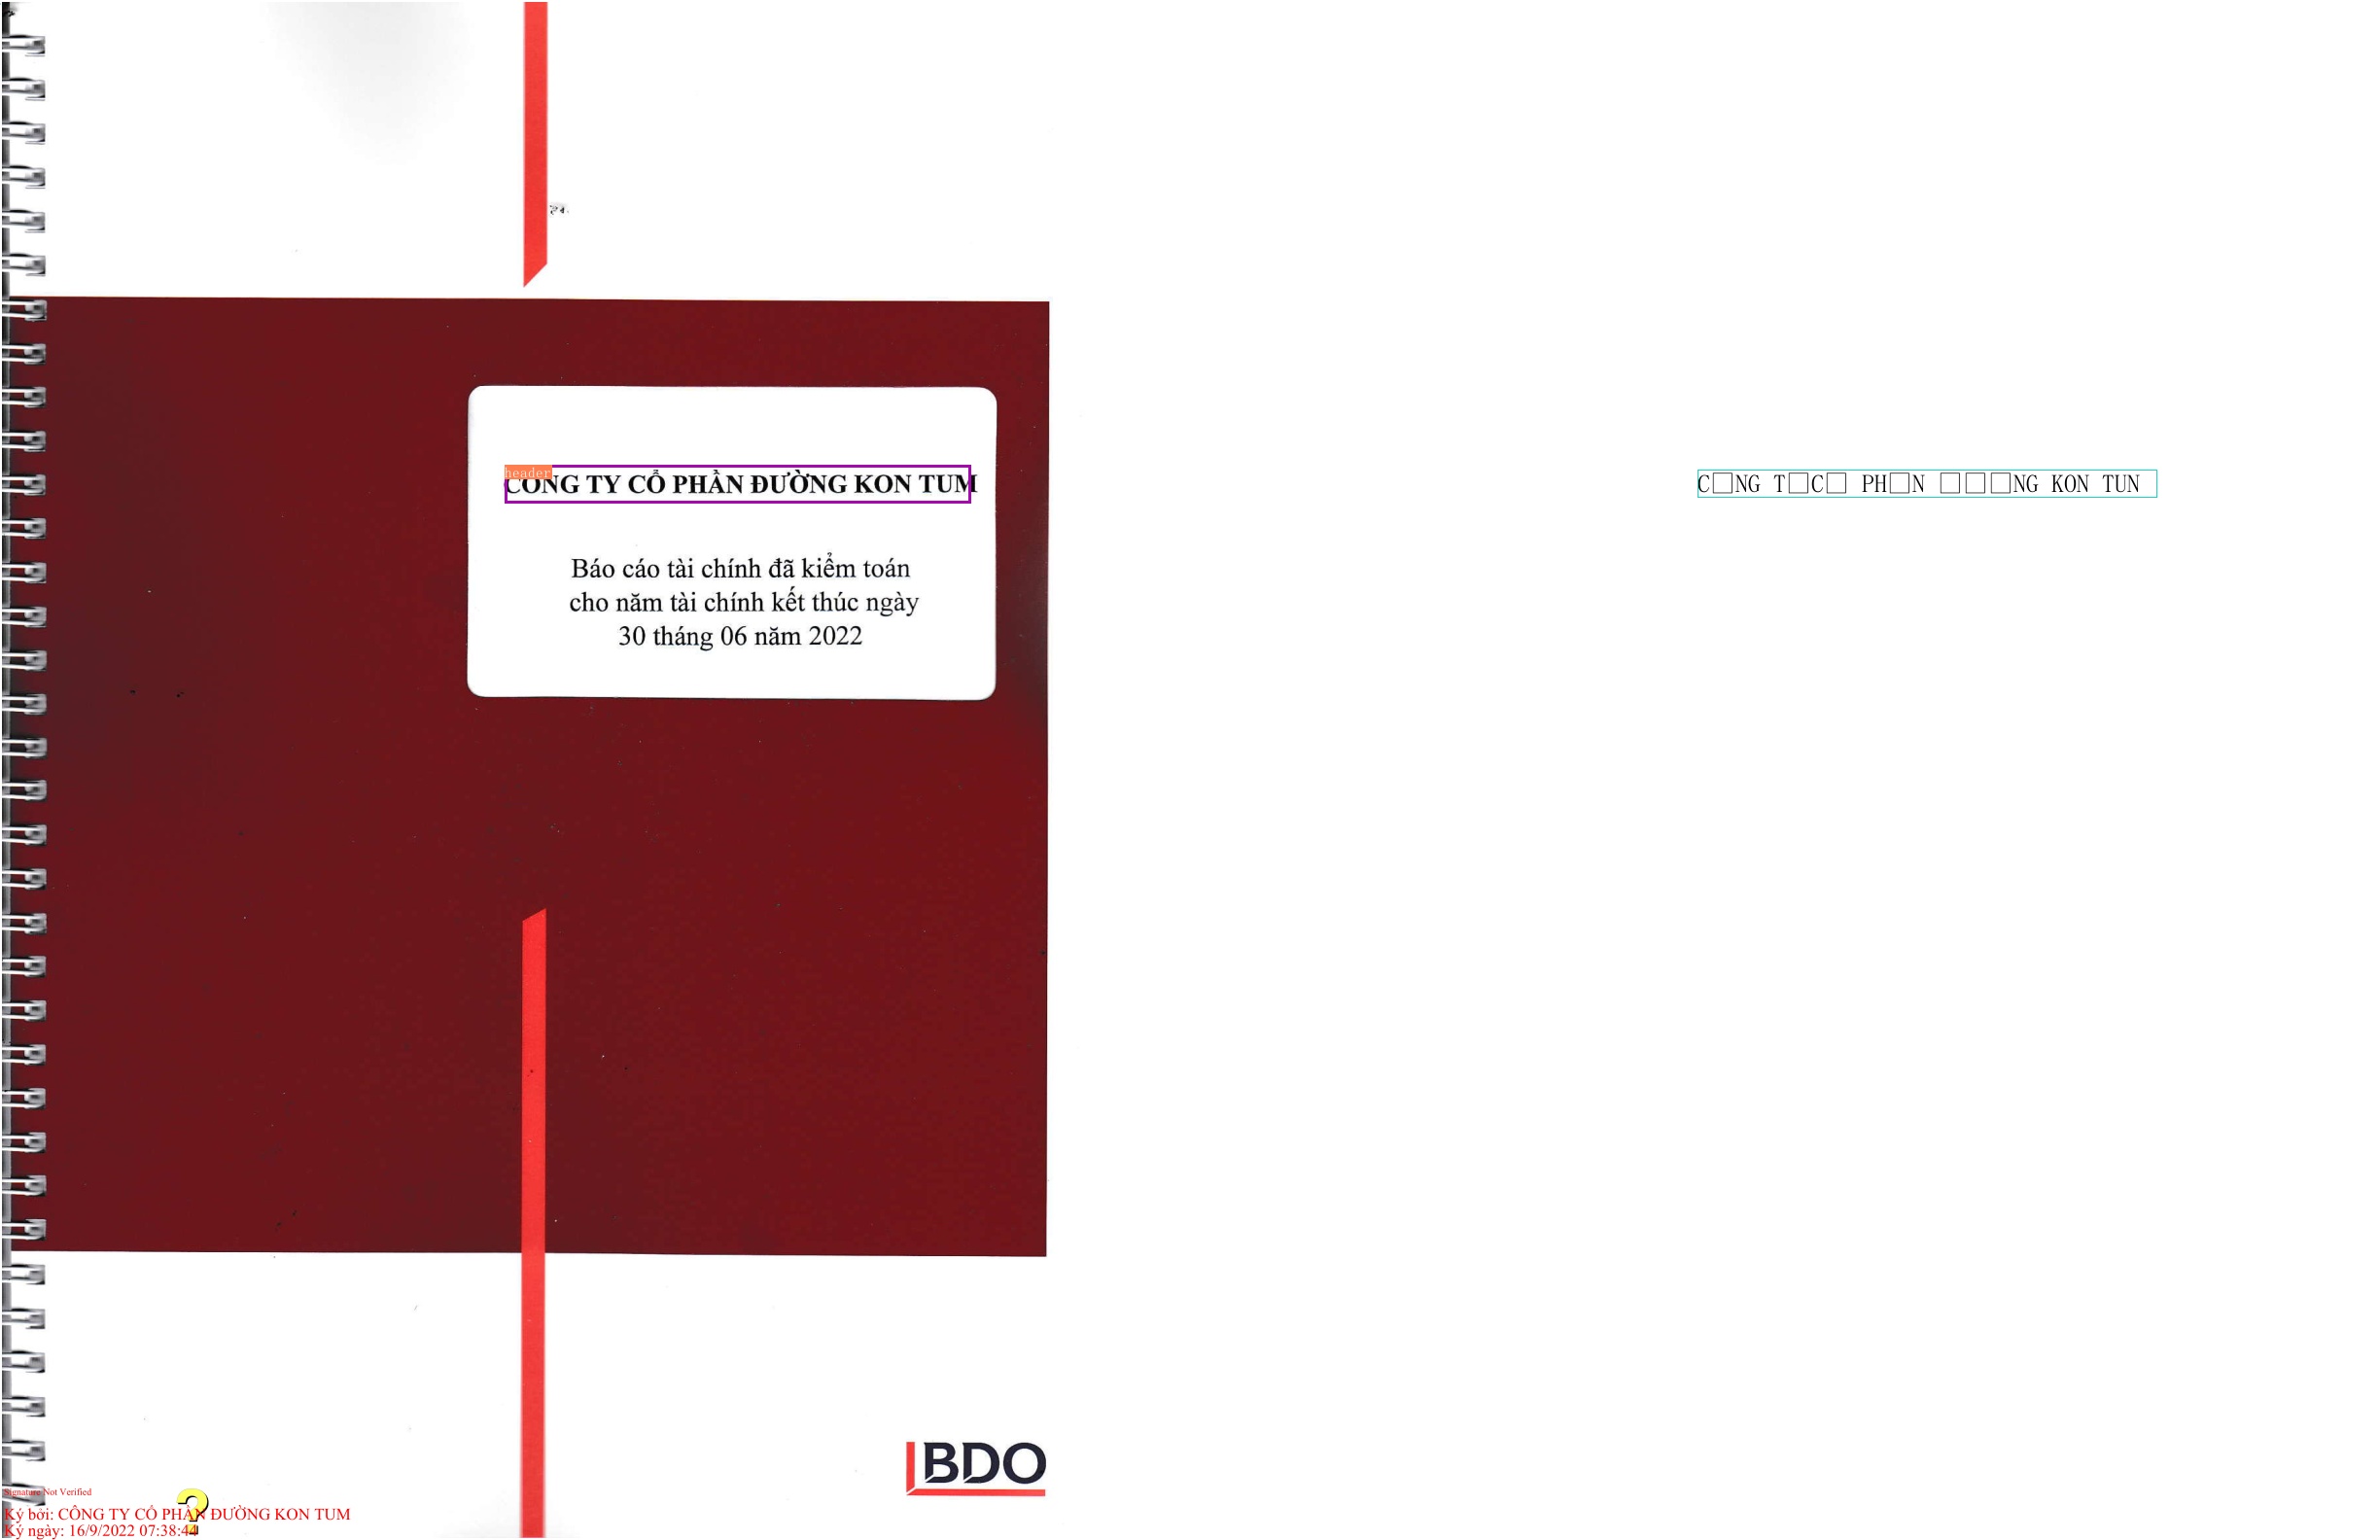 header
CÔNG TY CỔ PHẦN ĐƯỜNG KON TUM
C□NG T□C□ PH□N □□□NG KON TUN
Báo cáo tài chính đã kiểm toán
cho năm tài chính kết thúc ngày
30 tháng 06 năm 2022
BDO
Signature Not Verified
Ký bởi: CÔNG TY CỔ PHẦN ĐƯỜNG KON TUM
Ký ngày: 16/9/2022 07:38:44